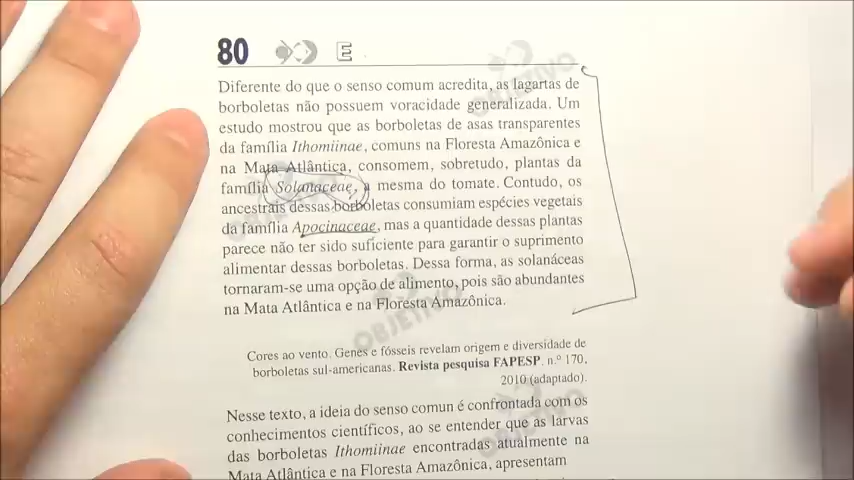 80 E
Diferente do que o senso comum acredita, as lagartas de
borboletas não possuem voracidade generalizada. Um
estudo mostrou que as borboletas de asas transparentes
da família Ithomiinae, comuns na Floresta Amazônica e
na Mata Atlântica, consomem, sobretudo, plantas da
família Solanaceae, a mesma do tomate. Contudo, os
ancestrais dessas borboletas consumiam espécies vegetais
da família Apocinaceae, mas a quantidade dessas plantas
parece não ter sido suficiente para garantir o suprimento
alimentar dessas borboletas. Dessa forma, as solanáceas
tornaram-se uma opção de alimento, pois são abundantes
na Mata Atlântica e na Floresta Amazônica.
Cores ao vento. Genes e fósseis revelam origem e diversidade de
borboletas sul-americanas. Revista pesquisa FAPESP. n.º 170,
2010 (adaptado).
Nesse texto, a ideia do senso comun é confrontada com os
conhecimentos científicos, ao se entender que as larvas
das borboletas Ithomiinae encontradas atualmente na
Mata Atlântica e na Floresta Amazônica, apresentam
OBJETIVO
OBJETIVO
OBJETIVO
OBJETIVO